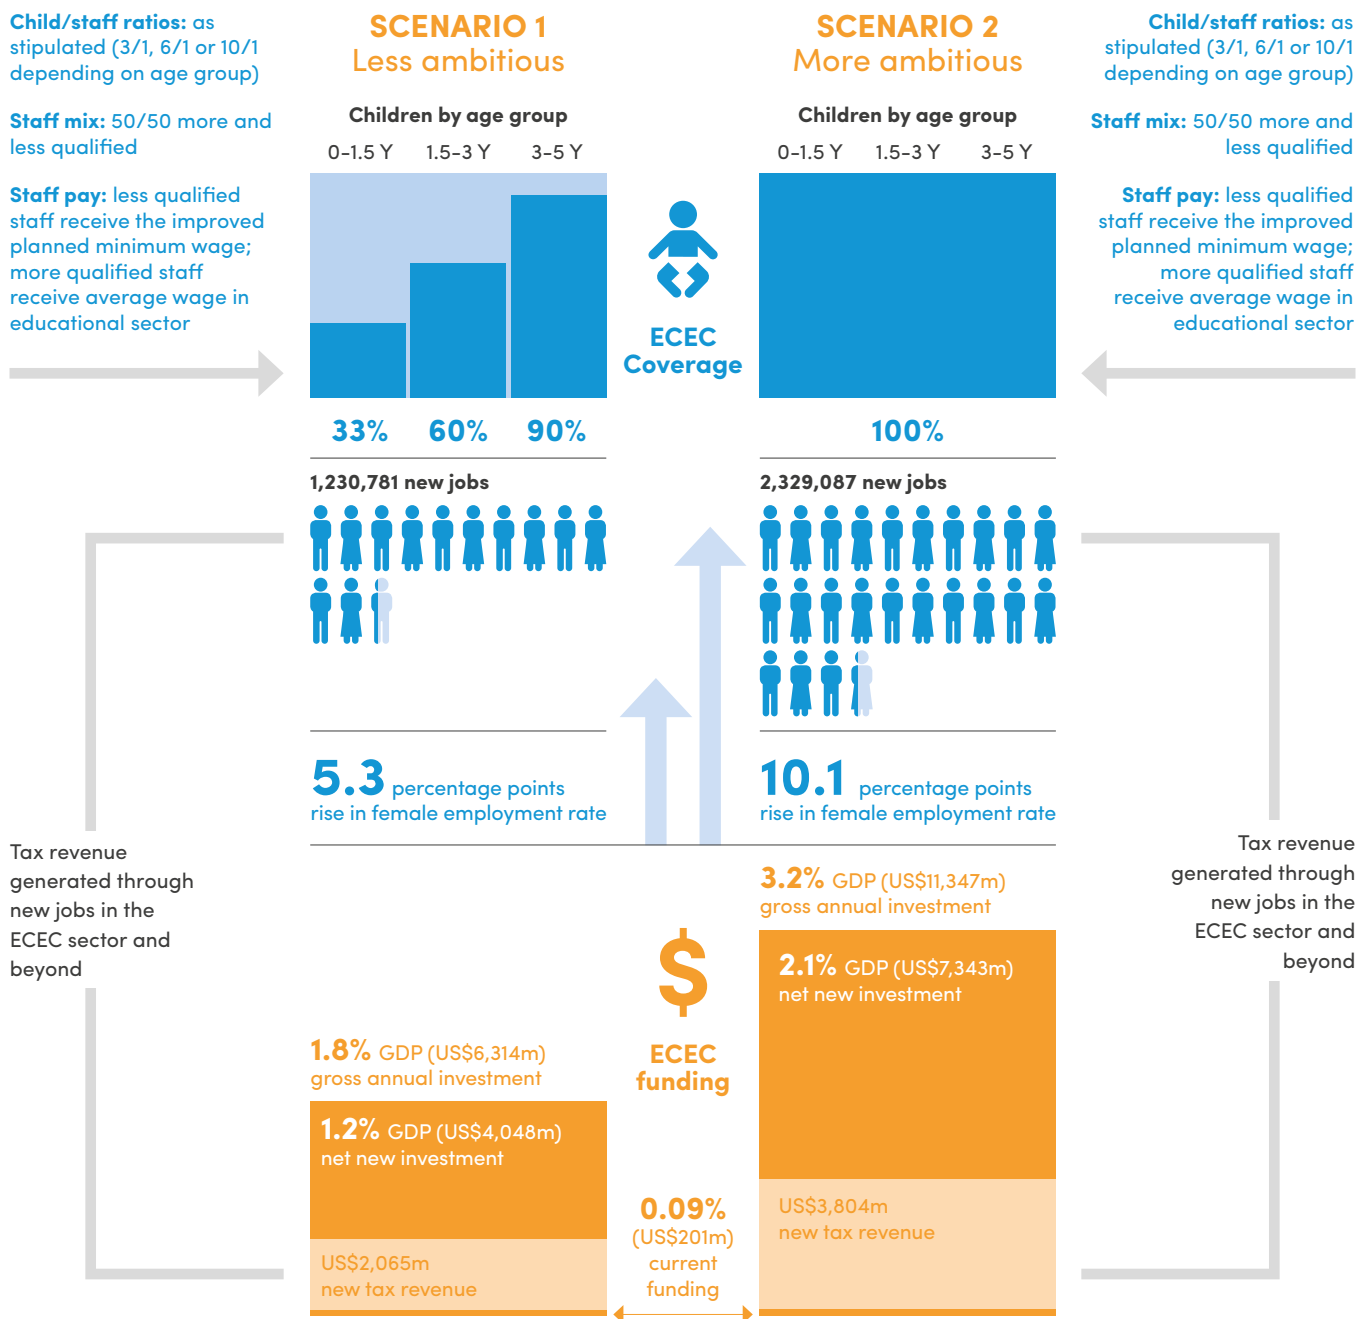 Child/staff ratios: as
stipulated (3/1, 6/1 or 10/1
depending on age group)
Staff mix: 50/50 more and
less qualified
Staff pay: less qualified
staff receive the improved
planned minimum wage;
more qualified staff
receive average wage in
educational sector
SCENARIO 1
Less ambitious
Children by age group
0-1.5 Y 1.5-3 Y 3-5 Y
33% 60% 90%
1,230,781 new jobs
5.3 percentage points
rise in female employment rate
ECEC
Coverage
SCENARIO 2
More ambitious
Children by age group
0-1.5 Y 1.5-3 Y 3-5 Y
100%
2,329,087 new jobs
10.1 percentage points
rise in female employment rate
Child/staff ratios: as
stipulated (3/1, 6/1 or 10/1
depending on age group)
Staff mix: 50/50 more and
less qualified
Staff pay: less qualified
staff receive the improved
planned minimum wage;
more qualified staff
receive average wage in
educational sector
Tax revenue
generated through
new jobs in the
ECEC sector and
beyond
1.8% GDP (US$6,314m)
gross annual investment
1.2% GDP (US$4,048m)
net new investment
US$2,065m
new tax revenue
$
ECEC
funding
0.09%
(US$201m)
current
funding
3.2% GDP (US$11,347m)
gross annual investment
2.1% GDP (US$7,343m)
net new investment
US$3,804m
new tax revenue
Tax revenue
generated through
new jobs in the
ECEC sector and
beyond